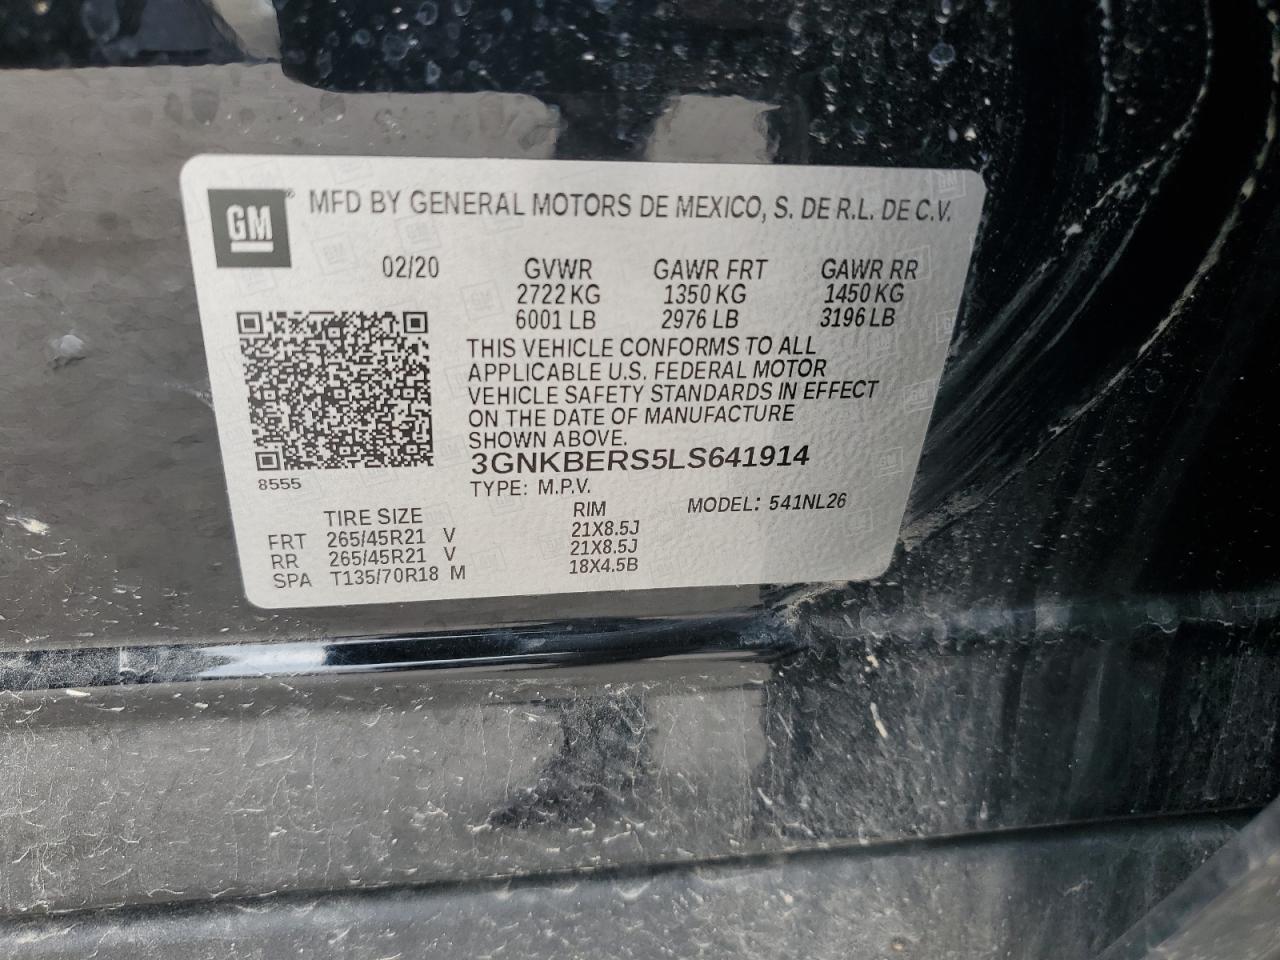 GM® MFD BY GENERAL MOTORS DE MEXICO, S. DE R.L. DE C.V.
02/20 GVWR GAWR FRT GAWR RR
2722 KG 1350 KG 1450 KG
6001 LB 2976 LB 3196 LB
THIS VEHICLE CONFORMS TO ALL
APPLICABLE U.S. FEDERAL MOTOR
VEHICLE SAFETY STANDARDS IN EFFECT
ON THE DATE OF MANUFACTURE
SHOWN ABOVE.
3GNKBERS5LS641914
8555
TYPE: M.P.V.
MODEL: 541NL26
TIRE SIZE RIM
FRT 265/45R21 V 21X8.5J
RR 265/45R21 V 21X8.5J
SPA T135/70R18 M 18X4.5B